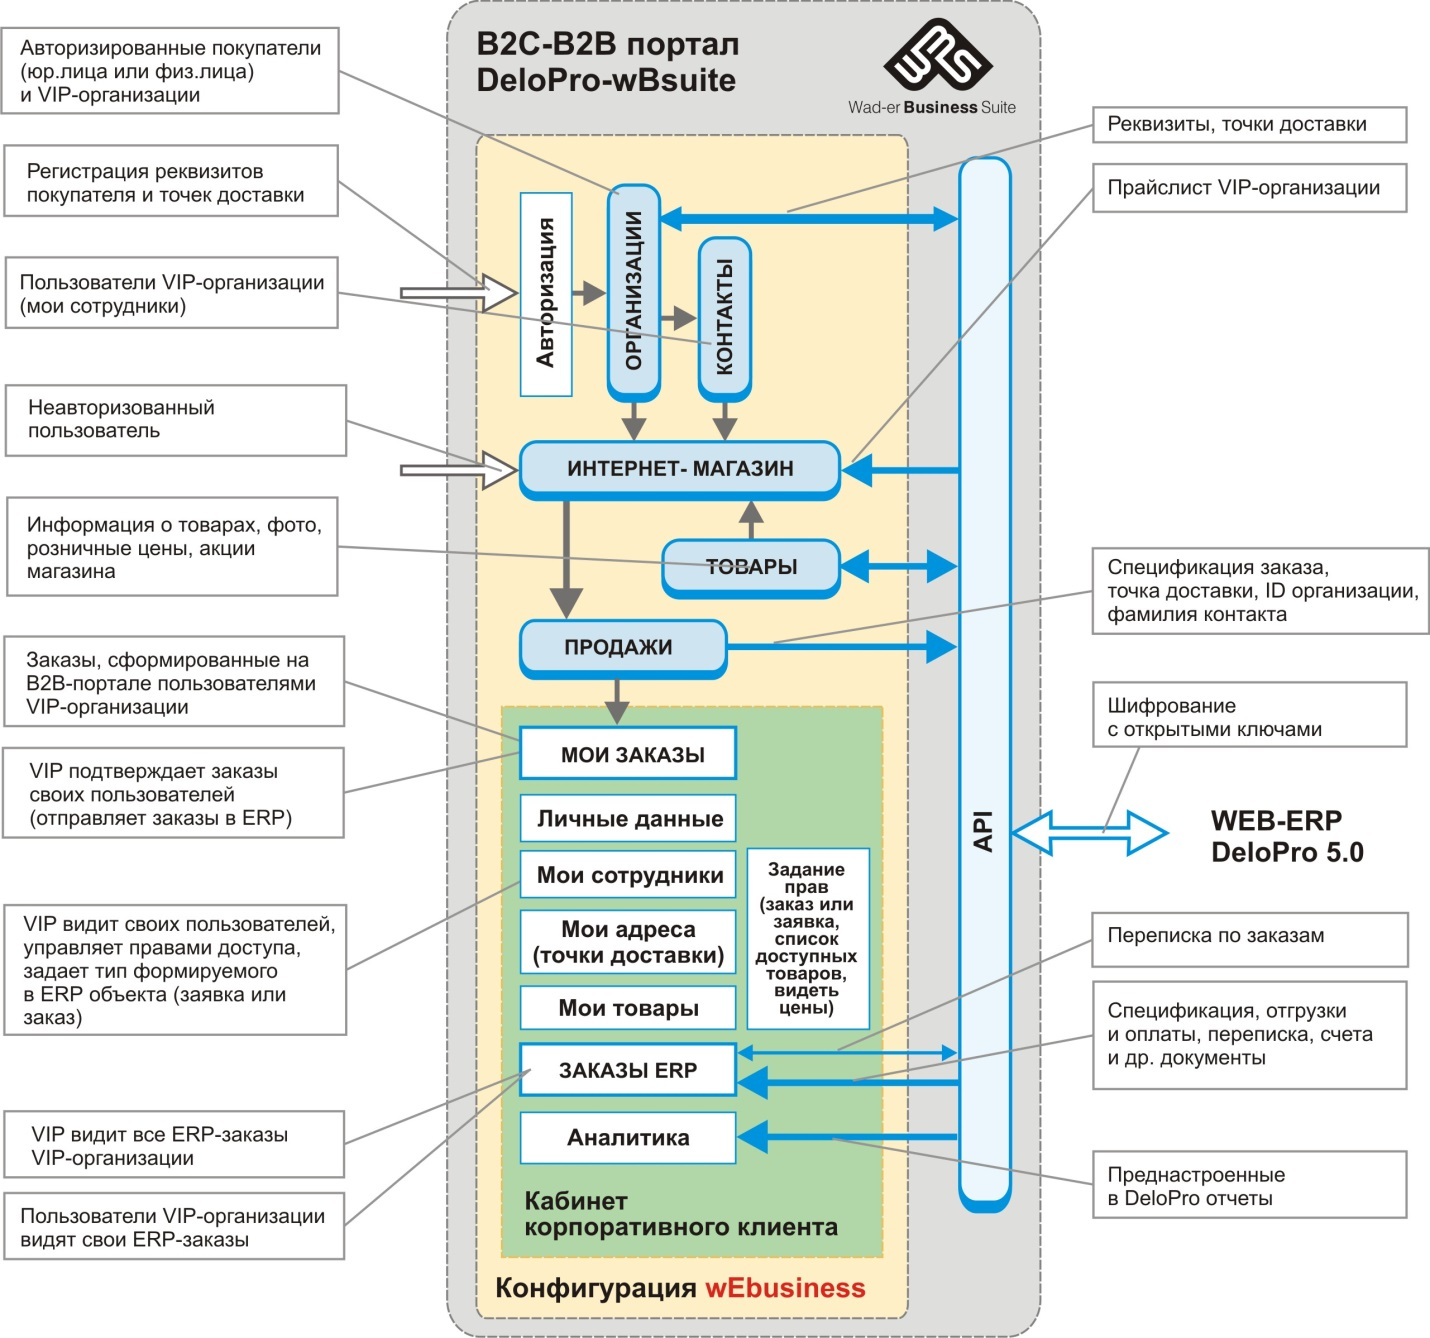 B2C-B2B портал
DeloPro-wBsuite
WBS
Wad-er Business Suite
Авторизированные покупатели
(юр.лица или физ.лица)
и VIP-организации
Регистрация реквизитов
покупателя и точек доставки
Пользователи VIP-организации
(мои сотрудники)
Неавторизованный
пользователь
Информация о товарах, фото,
розничные цены, акции
магазина
Заказы, сформированные на
B2B-портале пользователями
VIP-организации
VIP подтверждает заказы
своих пользователей
(отправляет заказы в ERP)
VIP видит своих пользователей,
управляет правами доступа,
задает тип формируемого
в ERP объекта (заявка или
заказ)
VIP видит все ERP-заказы
VIP-организации
Пользователи VIP-организации
видят свои ERP-заказы
Авторизация
ОРГАНИЗАЦИИ
КОНТАКТЫ
ИНТЕРНЕТ- МАГАЗИН
ТОВАРЫ
ПРОДАЖИ
МОИ ЗАКАЗЫ
Личные данные
Мои сотрудники
Мои адреса
(точки доставки)
Мои товары
ЗАКАЗЫ ERP
Аналитика
Задание
прав
(заказ или
заявка,
список
доступных
товаров,
видеть
цены)
Кабинет
корпоративного клиента
Конфигурация wEbusiness
API
Реквизиты, точки доставки
Прайслист VIP-организации
Спецификация заказа,
точка доставки, ID организации,
фамилия контакта
Шифрование
с открытыми ключами
WEB-ERP
DeloPro 5.0
Переписка по заказам
Спецификация, отгрузки
и оплаты, переписка, счета
и др. документы
Преднастроенные
в DeloPro отчеты